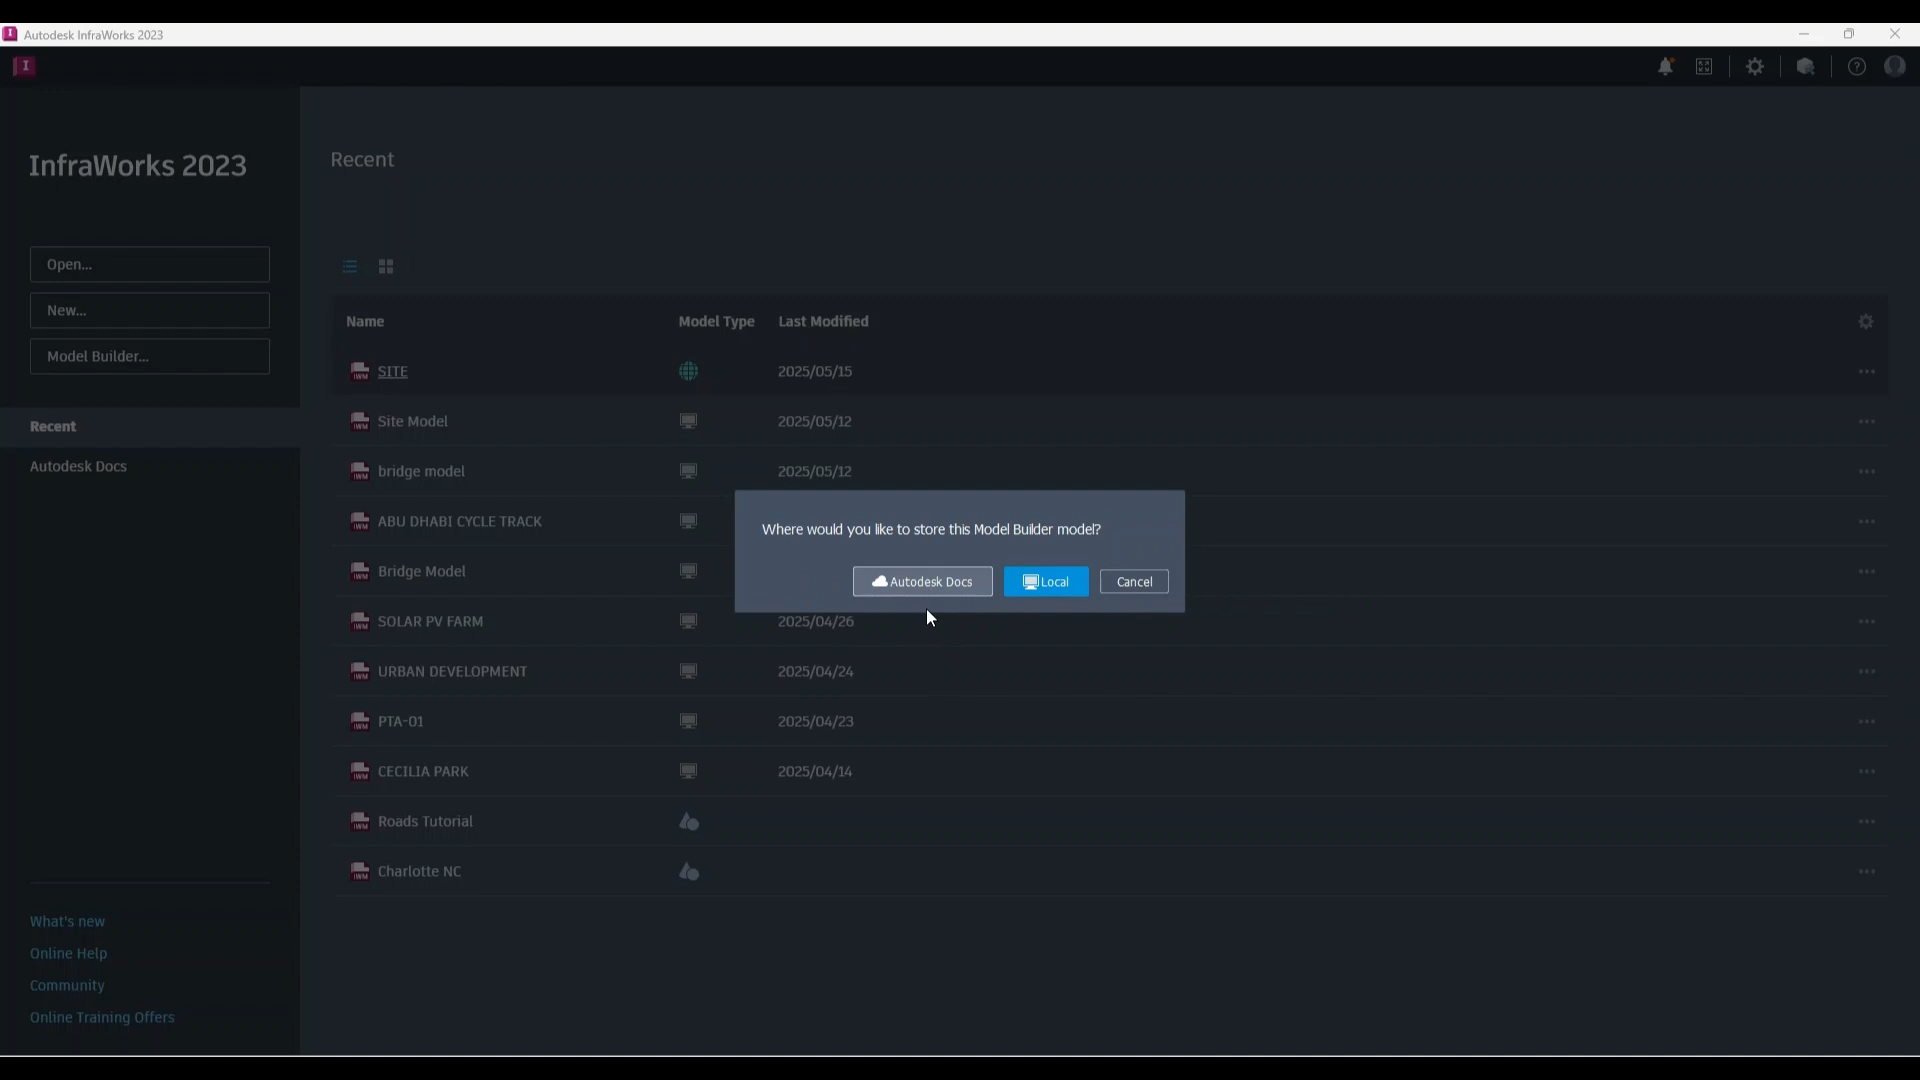 Autodesk InfraWorks 2023
I
InfraWorks 2023
Open...
New...
Model Builder...
Recent
Autodesk Docs
What's new
Online Help
Community
Online Training Offers
Recent
Name Model Type Last Modified
SITE 2025/05/15
Site Model 2025/05/12
bridge model 2025/05/12
ABU DHABI CYCLE TRACK
Bridge Model
SOLAR PV FARM 2025/04/26
URBAN DEVELOPMENT 2025/04/24
PTA-01 2025/04/23
CECILIA PARK 2025/04/14
Roads Tutorial
Charlotte NC
Where would you like to store this Model Builder model?
Autodesk Docs Local Cancel